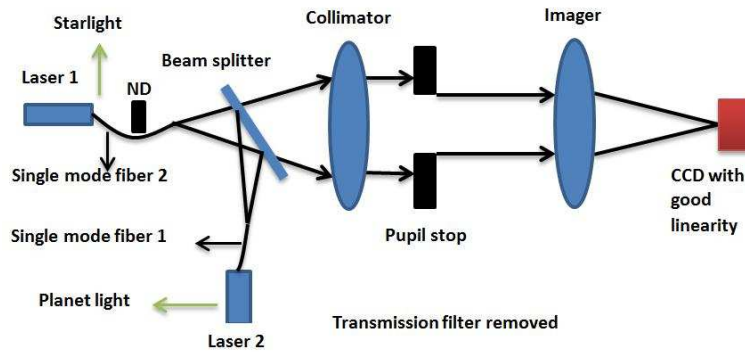 Starlight
Collimator
Imager
Laser 1
ND
Beam splitter
Single mode fiber 2
CCD with
good
linearity
Single mode fiber 1
Pupil stop
Planet light
Laser 2
Transmission filter removed